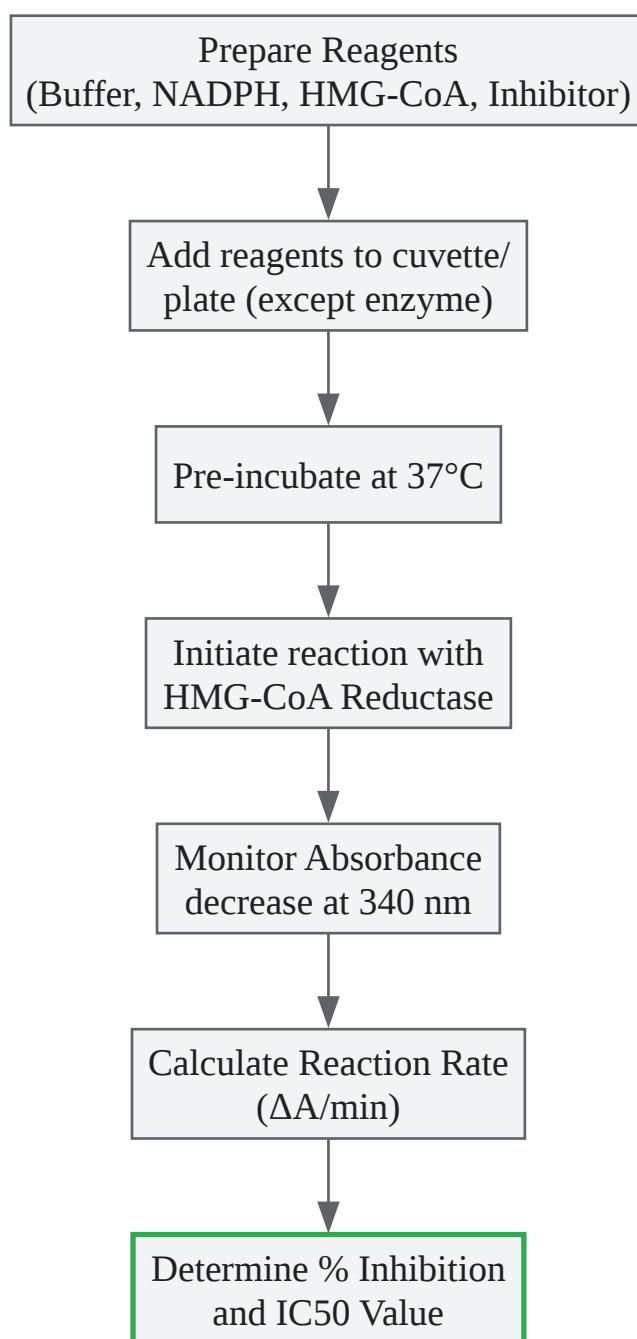 Prepare Reagents
(Buffer, NADPH, HMG-CoA, Inhibitor)
Add reagents to cuvette/
plate (except enzyme)
Pre-incubate at 37°C
Initiate reaction with
HMG-CoA Reductase
Monitor Absorbance
decrease at 340 nm
Calculate Reaction Rate
(ΔA/min)
Determine % Inhibition
and IC50 Value